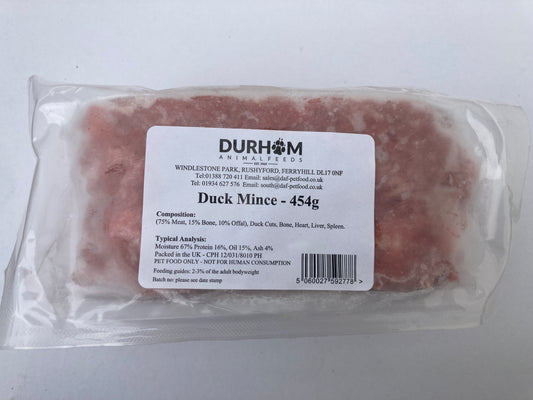 DURHAM
ANIMALFEEDS
WINDLESTONE PARK, RUSHYFORD, FERRYHILL DL17 0NF
Tel:01388 720 411 Email: sales@daf-petfood.co.uk
Tel: 01934 627 576 Email: south@daf-petfood.co.uk
Duck Mince - 454g
Composition:
(75% Meat, 15% Bone, 10% Offal), Duck Cuts, Bone, Heart, Liver, Spleen.
Typical Analysis:
Moisture 67% Protein 16%, Oil 15%, Ash 4%
Packed in the UK - CPH 12/031/8010 PH
PET FOOD ONLY - NOT FOR HUMAN CONSUMPTION
Feeding guides: 2-3% of the adult bodyweight
Batch no: please see date stamp
5 060027 592778 >